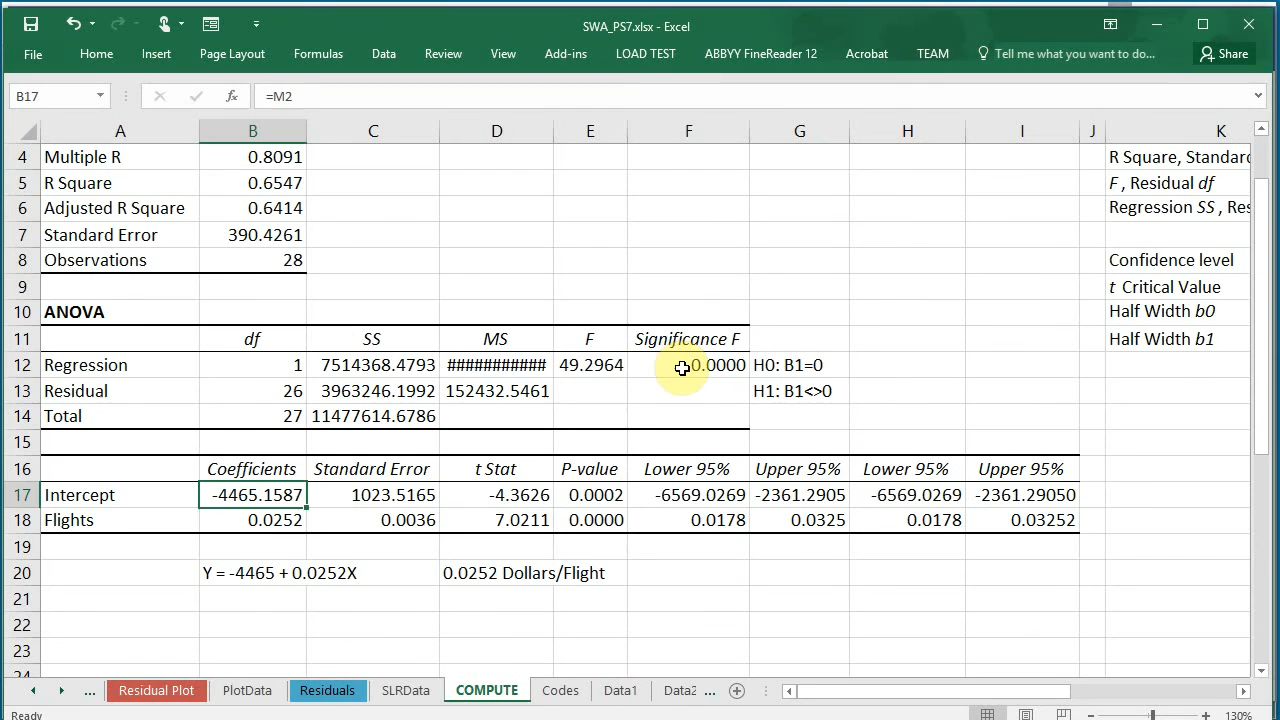 SWA_PS7.xlsx - Excel
File Home Insert Page Layout Formulas Data Review View Add-ins LOAD TEST ABBYY FineReader 12 Acrobat TEAM Tell me what you want to do... Share
B17 fx =M2
A B C D E F G H I J K
4 Multiple R 0.8091 R Square, Standard
5 R Square 0.6547 F , Residual df
6 Adjusted R Square 0.6414 Regression SS , Res
7 Standard Error 390.4261
8 Observations 28 Confidence level
9 t Critical Value
10 ANOVA Half Width b0
11 df SS MS F Significance F Half Width b1
12 Regression 1 7514368.4793 ########### 49.2964 0.0000 H0: B1=0
13 Residual 26 3963246.1992 152432.5461 H1: B1<>0
14 Total 27 11477614.6786
15
16 Coefficients Standard Error t Stat P-value Lower 95% Upper 95% Lower 95% Upper 95%
17 Intercept -4465.1587 1023.5165 -4.3626 0.0002 -6569.0269 -2361.2905 -6569.0269 -2361.29050
18 Flights 0.0252 0.0036 7.0211 0.0000 0.0178 0.0325 0.0178 0.03252
19
20 Y = -4465 + 0.0252X 0.0252 Dollars/Flight
21
22
23
24
... Residual Plot PlotData Residuals SLRData COMPUTE Codes Data1 Data2 ...
Ready 130%